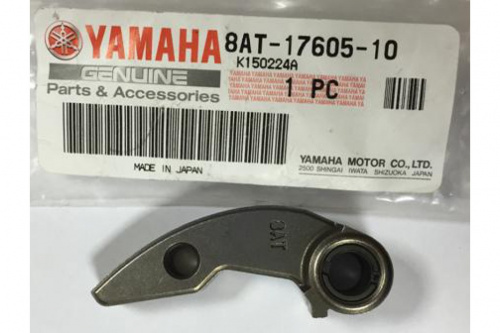 YAMAHA 8AT-17605-10
K150224A
GENUINE
Parts & Accessories
1 PC
MADE IN JAPAN
YAMAHA MOTOR CO., LTD.
2500 SHINGAI IWATA SHIZUOKA JAPAN
8AT